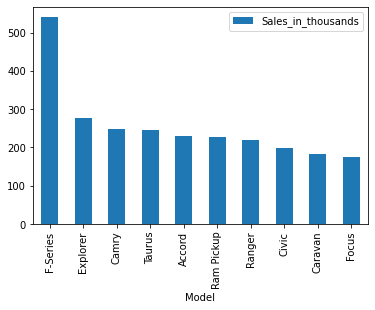 Sales_in_thousands
500
400
300
200
100
0
F-Series
Explorer
Camry
Taurus
Accord
Ram Pickup
Ranger
Civic
Caravan
Focus
Model